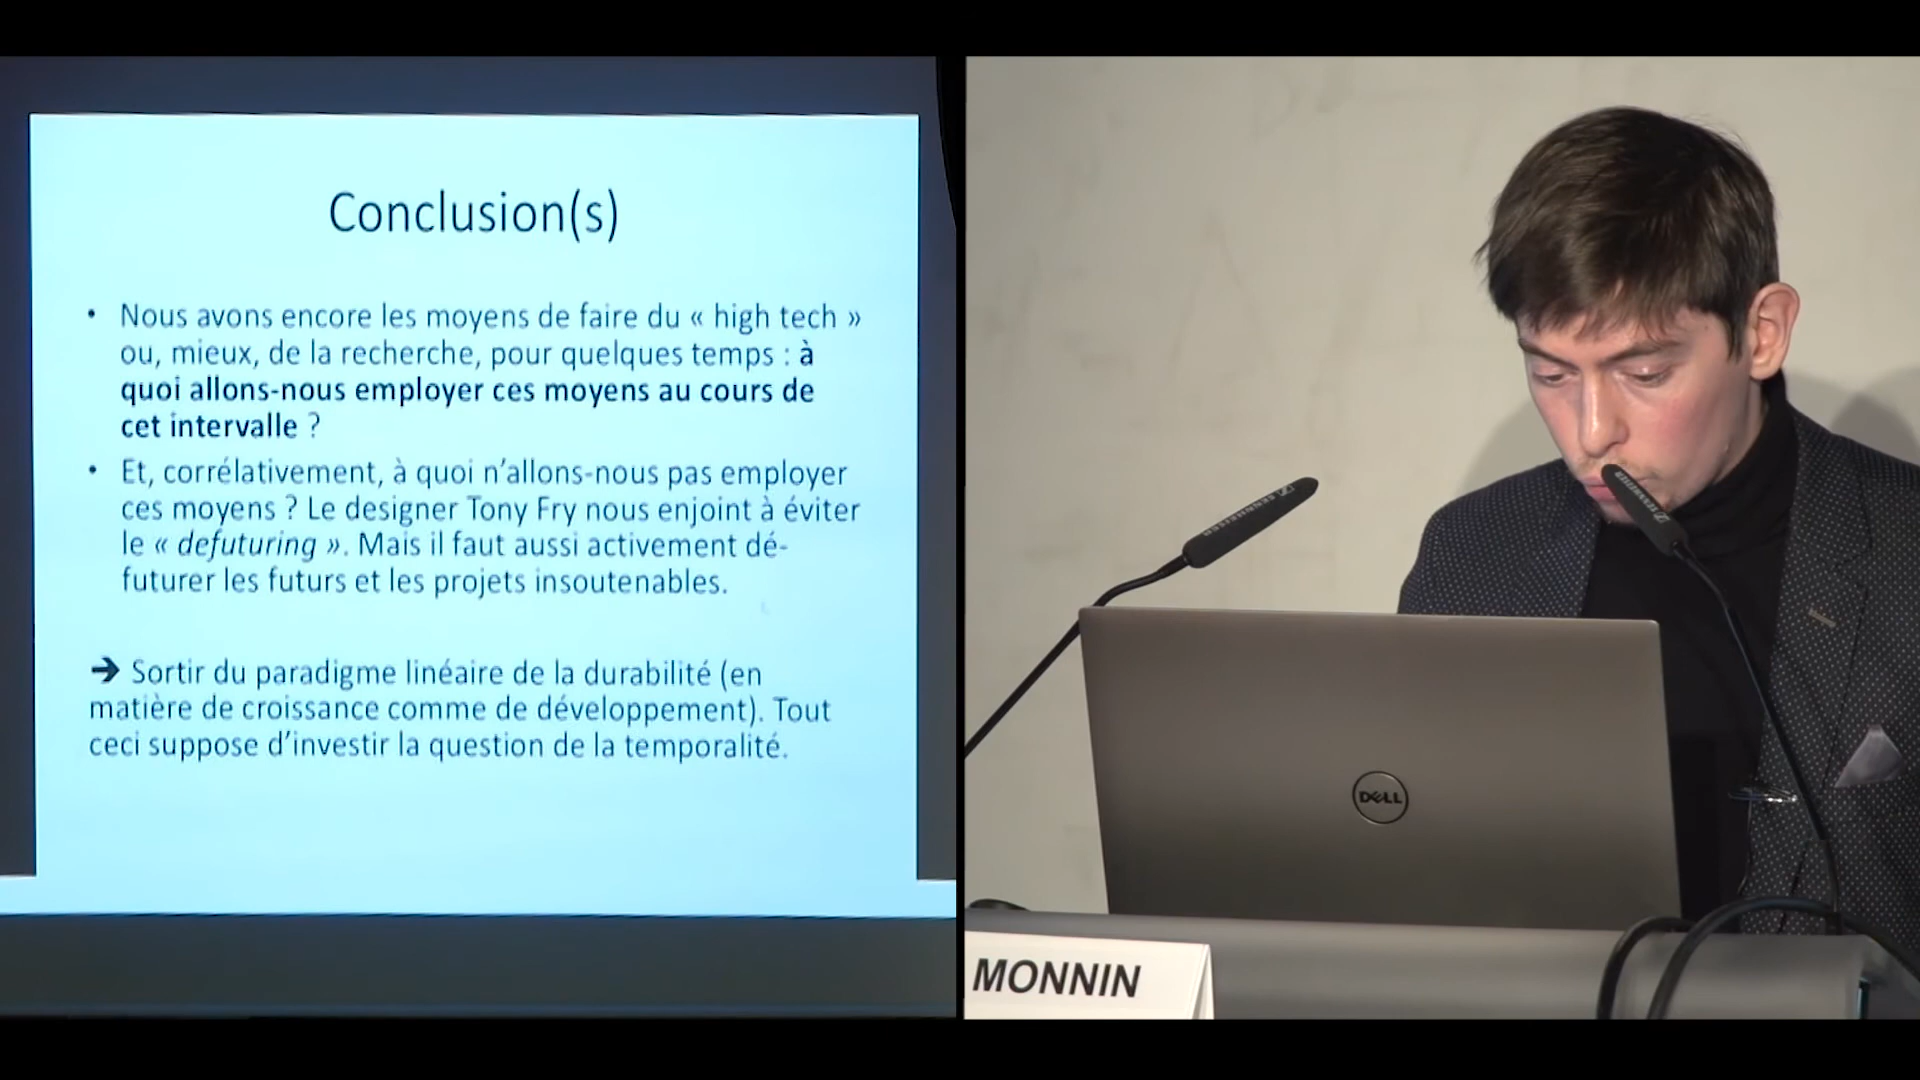 Conclusion(s)
• Nous avons encore les moyens de faire du « high tech »
ou, mieux, de la recherche, pour quelques temps : à
quoi allons-nous employer ces moyens au cours de
cet intervalle ?
• Et, corrélativement, à quoi n'allons-nous pas employer
ces moyens ? Le designer Tony Fry nous enjoint à éviter
le « defuturing ». Mais il faut aussi activement dé-
futurer les futurs et les projets insoutenables.
➔ Sortir du paradigme linéaire de la durabilité (en
matière de croissance comme de développement). Tout
ceci suppose d'investir la question de la temporalité.
SENNHEISER
SENNHEISER
DELL
MONNIN